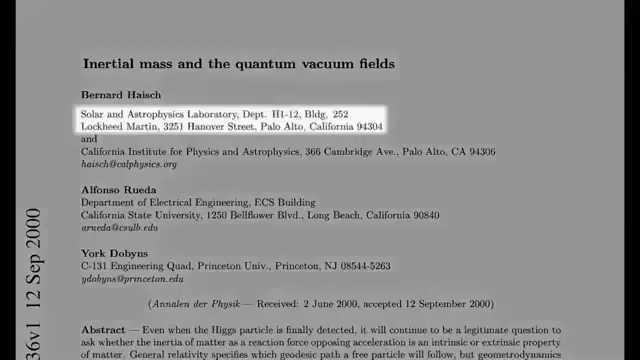 Inertial mass and the quantum vacuum fields
Bernard Haisch
Solar and Astrophysics Laboratory, Dept. H1-12, Bldg. 252
Lockheed Martin, 3251 Hanover Street, Palo Alto, California 94304
and
California Institute for Physics and Astrophysics, 366 Cambridge Ave., Palo Alto, CA 94306
haisch@calphysics.org
Alfonso Rueda
Department of Electrical Engineering, ECS Building
California State University, 1250 Bellflower Blvd., Long Beach, California 90840
arueda@csulb.edu
York Dobyns
C-131 Engineering Quad, Princeton Univ., Princeton, NJ 08544-5263
ydobyns@princeton.edu
(Annalen der Physik — Received: 2 June 2000, accepted 12 September 2000)
Abstract — Even when the Higgs particle is finally detected, it will continue to be a legitimate question to
ask whether the inertia of matter as a reaction force opposing acceleration is an intrinsic or extrinsic property
of matter. General relativity specifies which geodesic path a free particle will follow, but geometrodynamics
36v1 12 Sep 2000